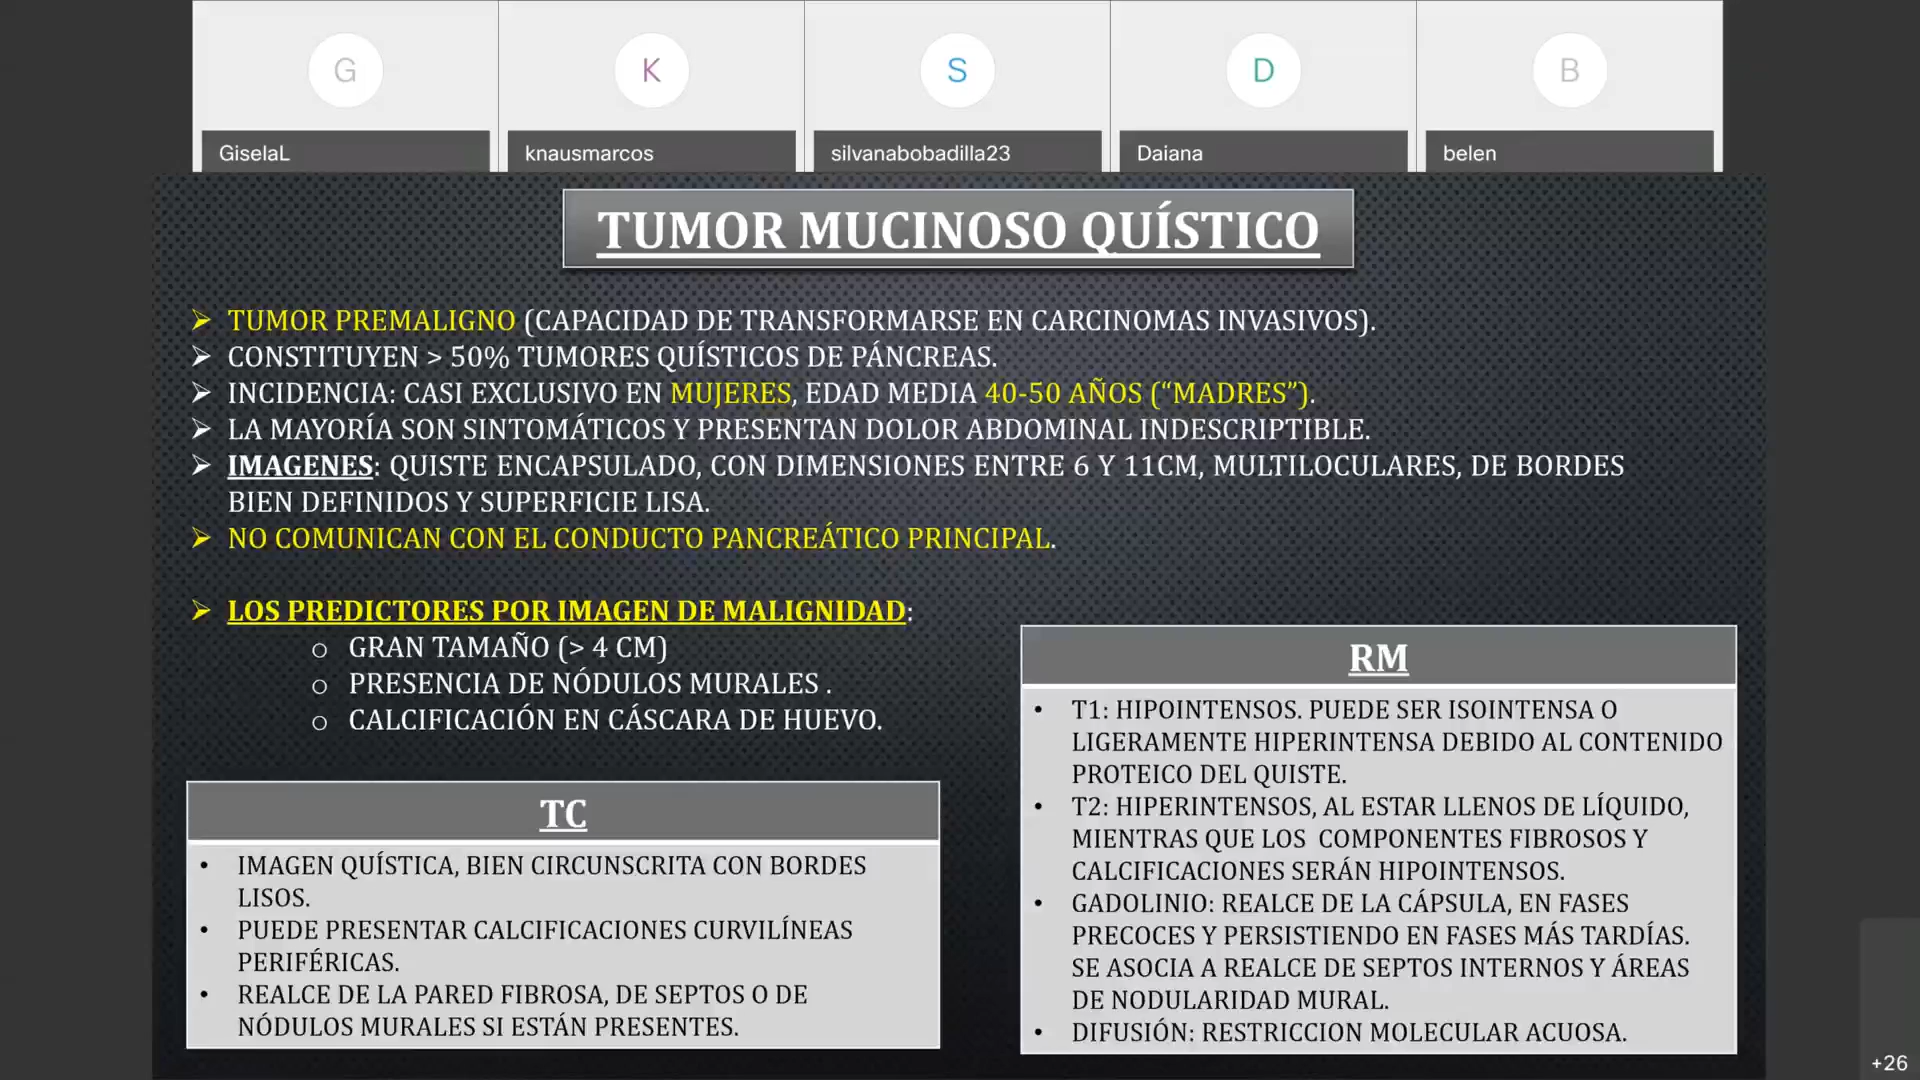 G
K
S
D
B
GiselaL
knausmarcos
silvanabobadilla23
Daiana
belen
TUMOR MUCINOSO QUÍSTICO
➢ TUMOR PREMALIGNO (CAPACIDAD DE TRANSFORMARSE EN CARCINOMAS INVASIVOS).
➢ CONSTITUYEN > 50% TUMORES QUÍSTICOS DE PÁNCREAS.
➢ INCIDENCIA: CASI EXCLUSIVO EN MUJERES, EDAD MEDIA 40-50 AÑOS (“MADRES”).
➢ LA MAYORÍA SON SINTOMÁTICOS Y PRESENTAN DOLOR ABDOMINAL INDESCRIPTIBLE.
➢ IMAGENES: QUISTE ENCAPSULADO, CON DIMENSIONES ENTRE 6 Y 11CM, MULTILOCULARES, DE BORDES
BIEN DEFINIDOS Y SUPERFICIE LISA.
➢ NO COMUNICAN CON EL CONDUCTO PANCREÁTICO PRINCIPAL.
➢ LOS PREDICTORES POR IMAGEN DE MALIGNIDAD:
o GRAN TAMAÑO (> 4 CM)
o PRESENCIA DE NÓDULOS MURALES .
o CALCIFICACIÓN EN CÁSCARA DE HUEVO.
TC
• IMAGEN QUÍSTICA, BIEN CIRCUNSCRITA CON BORDES
LISOS.
• PUEDE PRESENTAR CALCIFICACIONES CURVILÍNEAS
PERIFÉRICAS.
• REALCE DE LA PARED FIBROSA, DE SEPTOS O DE
NÓDULOS MURALES SI ESTÁN PRESENTES.
RM
• T1: HIPOINTENSOS. PUEDE SER ISOINTENSA O
LIGERAMENTE HIPERINTENSA DEBIDO AL CONTENIDO
PROTEICO DEL QUISTE.
• T2: HIPERINTENSOS, AL ESTAR LLENOS DE LÍQUIDO,
MIENTRAS QUE LOS COMPONENTES FIBROSOS Y
CALCIFICACIONES SERÁN HIPOINTENSOS.
• GADOLINIO: REALCE DE LA CÁPSULA, EN FASES
PRECOCES Y PERSISTIENDO EN FASES MÁS TARDÍAS.
SE ASOCIA A REALCE DE SEPTOS INTERNOS Y ÁREAS
DE NODULARIDAD MURAL.
• DIFUSIÓN: RESTRICCION MOLECULAR ACUOSA.
+26